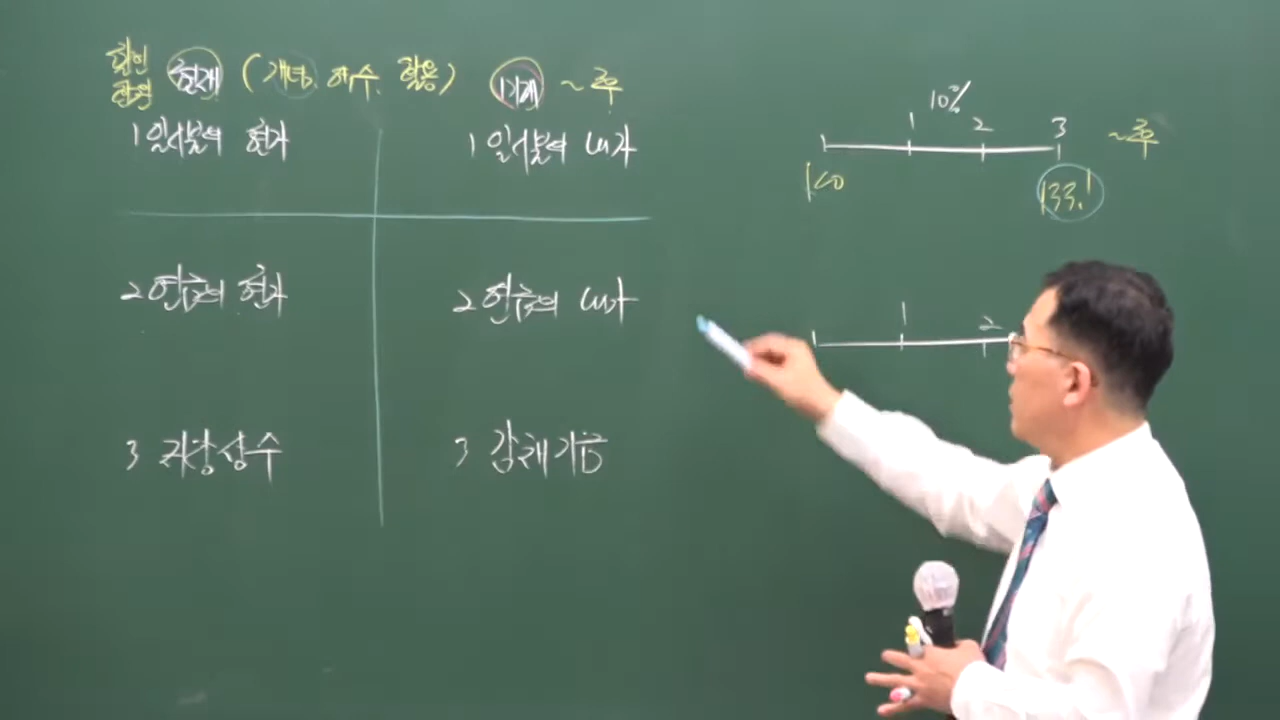 할인
현재 (개념. 계수. 활용) 미래 ~후
1 일시불의 현가
1 일시불의 내가
2 연금의 현가
2 연금의 내가
3 저당상수
3 감채기금
10%
1 2 3 ~후
100 133.1
1 2